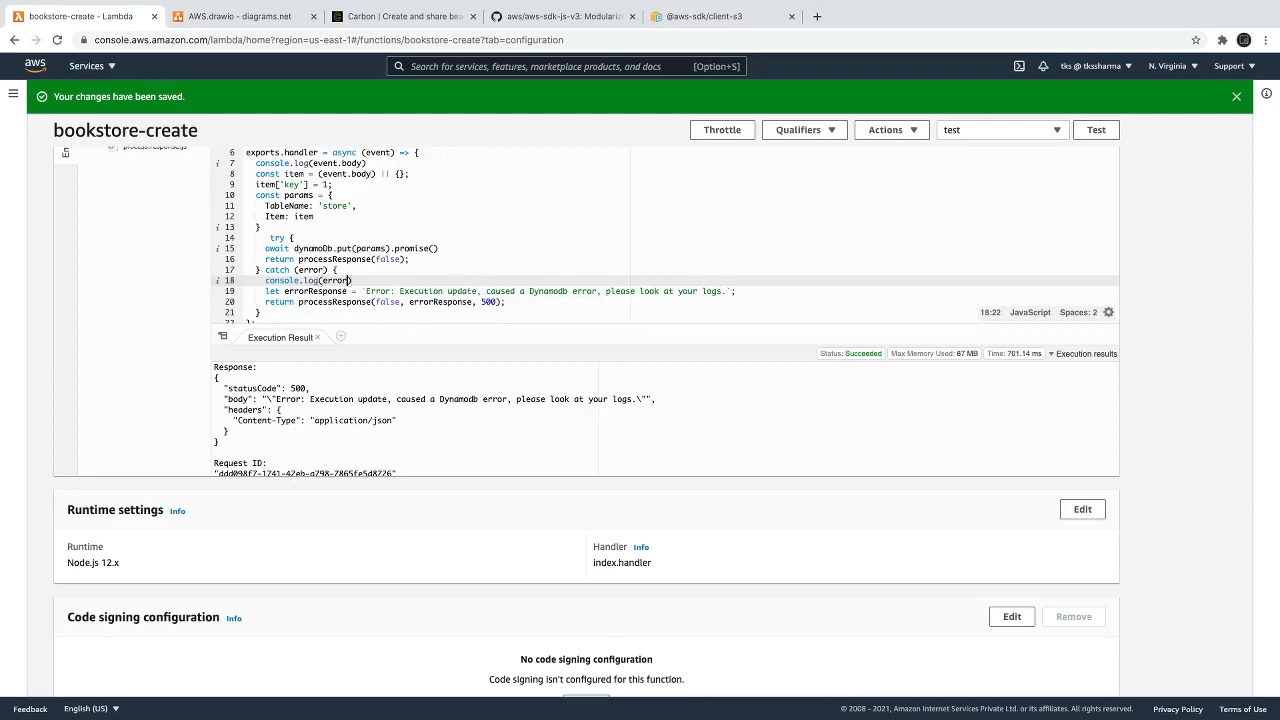 bookstore-create - Lambda
AWS.drawio - diagrams.net
Carbon | Create and share bea
aws/aws-sdk-js-v3: Modulariz
@aws-sdk/client-s3
console.aws.amazon.com/lambda/home?region=us-east-1#/functions/bookstore-create?tab=configuration
aws
Services
Search for services, features, marketplace products, and docs
[Option+S]
tks @ tkssharma
N. Virginia
Support
Your changes have been saved.
bookstore-create
Throttle
Qualifiers
Actions
test
Test
process.response.js
6 exports.handler = async (event) => {
i 7 console.log(event.body)
8 const item = (event.body) || {};
9 item['key'] = 1;
10 const params = {
11 TableName: 'store',
12 Item: item
i 13 }
14 try {
i 15 await dynamoDb.put(params).promise()
16 return processResponse(false);
17 } catch (error) {
i 18 console.log(error)
19 let errorResponse = `Error: Execution update, caused a Dynamodb error, please look at your logs.`;
20 return processResponse(false, errorResponse, 500);
21 }
22 };
18:22 JavaScript Spaces: 2
Execution Result
Status: Succeeded
Max Memory Used: 87 MB
Time: 701.14 ms
Execution results
Response:
{
"statusCode": 500,
"body": "\"Error: Execution update, caused a Dynamodb error, please look at your logs.\"",
"headers": {
"Content-Type": "application/json"
}
}
Request ID:
"ddd098f7-1741-42eb-a798-7865fe5d8726"
Runtime settings Info
Edit
Runtime
Node.js 12.x
Handler Info
index.handler
Code signing configuration Info
Edit
Remove
No code signing configuration
Code signing isn't configured for this function.
Feedback
English (US)
© 2008 - 2021, Amazon Internet Services Private Ltd. or its affiliates. All rights reserved.
Privacy Policy
Terms of Use